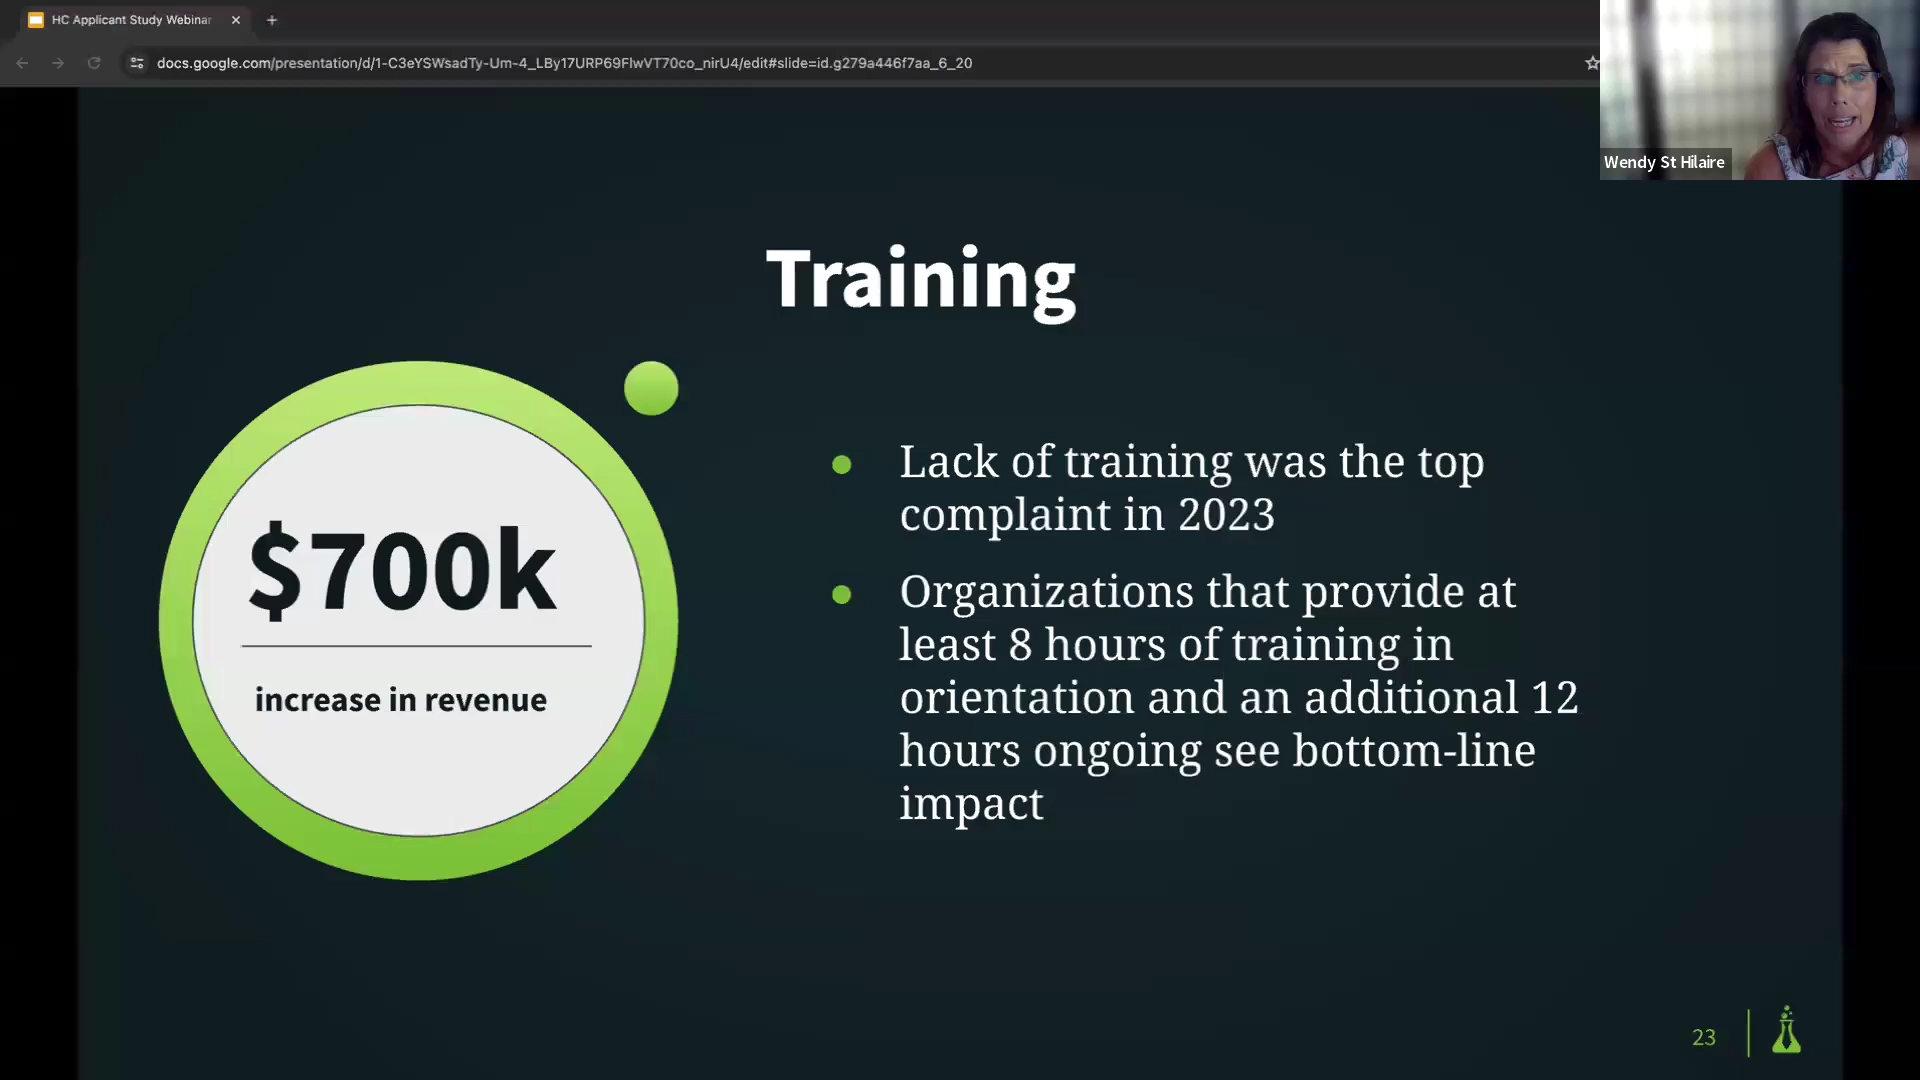 HC Applicant Study Webinar
docs.google.com/presentation/d/1-C3eYSWsadTy-Um-4_LBy17URP69FlwVT70co_nirU4/edit#slide=id.g279a446f7aa_6_20
Wendy St Hilaire
Training
$700k
increase in revenue
Lack of training was the top
complaint in 2023
Organizations that provide at
least 8 hours of training in
orientation and an additional 12
hours ongoing see bottom-line
impact
23